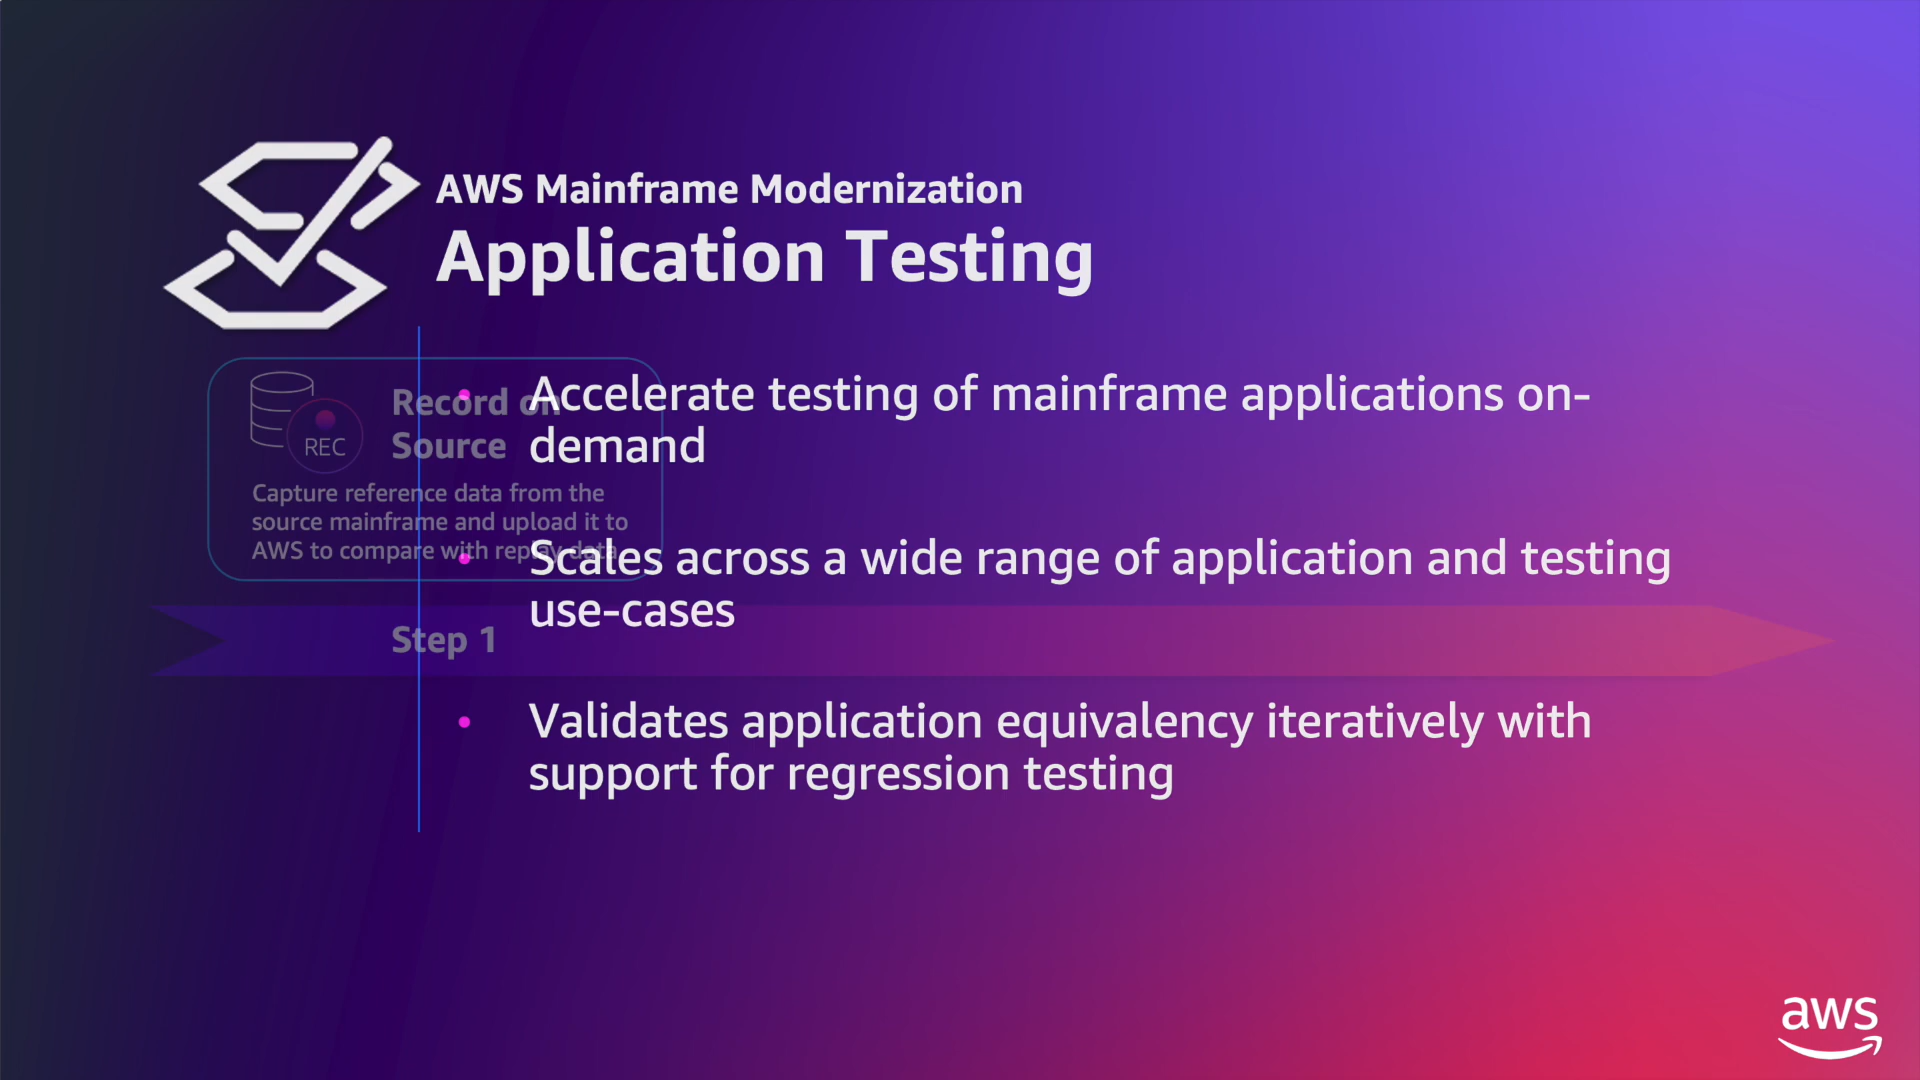 AWS Mainframe Modernization
Application Testing
Accelerate testing of mainframe applications on-
demand
Scales across a wide range of application and testing
use-cases
Validates application equivalency iteratively with
support for regression testing
REC
Record on
Source
Capture reference data from the
source mainframe and upload it to
AWS to compare with replay data
Step 1
aws